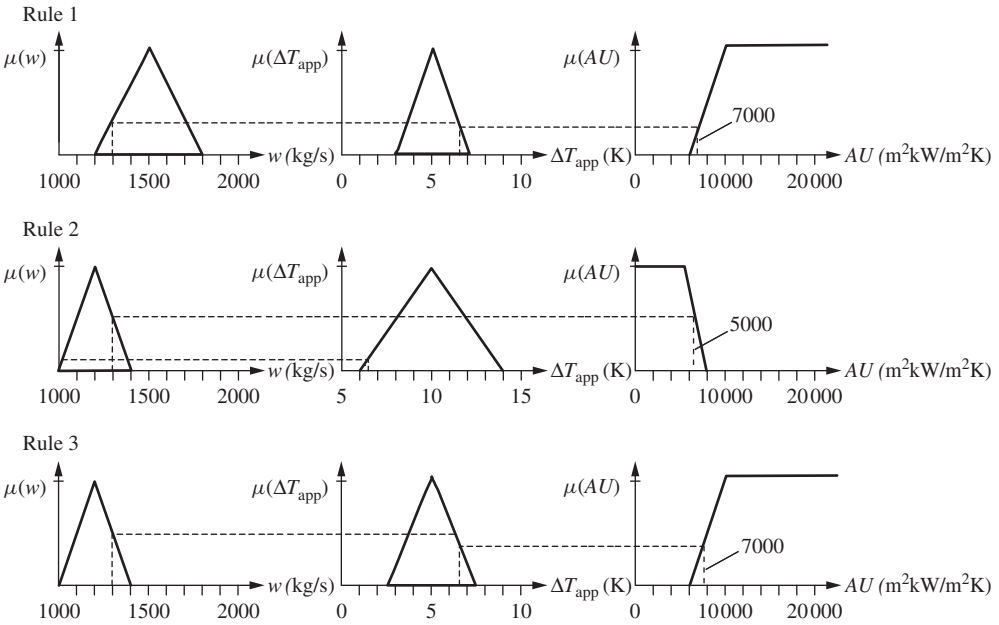 Rule 1
μ(w) μ(ΔT_app) μ(AU)
7000
w (kg/s) ΔT_app (K) AU (m²kW/m²K)
1000 1500 2000 0 5 10 0 10000 20000
Rule 2
μ(w) μ(ΔT_app) μ(AU)
5000
w (kg/s) ΔT_app (K) AU (m²kW/m²K)
1000 1500 2000 5 10 15 0 10000 20000
Rule 3
μ(w) μ(ΔT_app) μ(AU)
7000
w (kg/s) ΔT_app (K) AU (m²kW/m²K)
1000 1500 2000 0 5 10 0 10000 20000